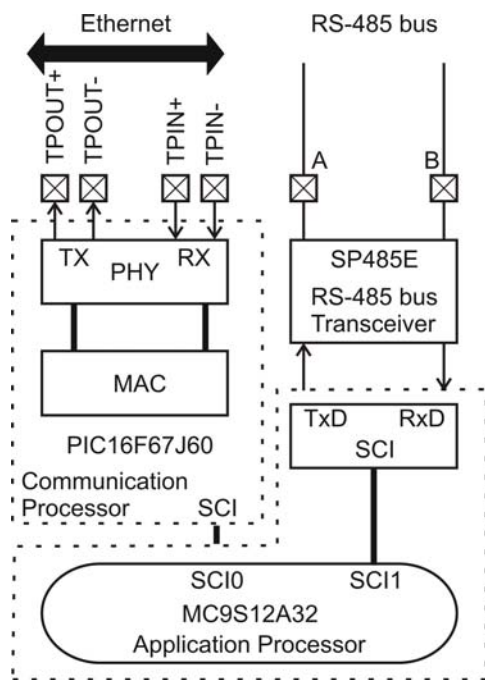 Ethernet
RS-485 bus
TPOUT+
TPOUT-
TPIN+
TPIN-
A
B
TX
RX
PHY
SP485E
RS-485 bus
Transceiver
MAC
TxD
RxD
SCI
PIC16F67J60
Communication
Processor
SCI
SCI0
SCI1
MC9S12A32
Application Processor